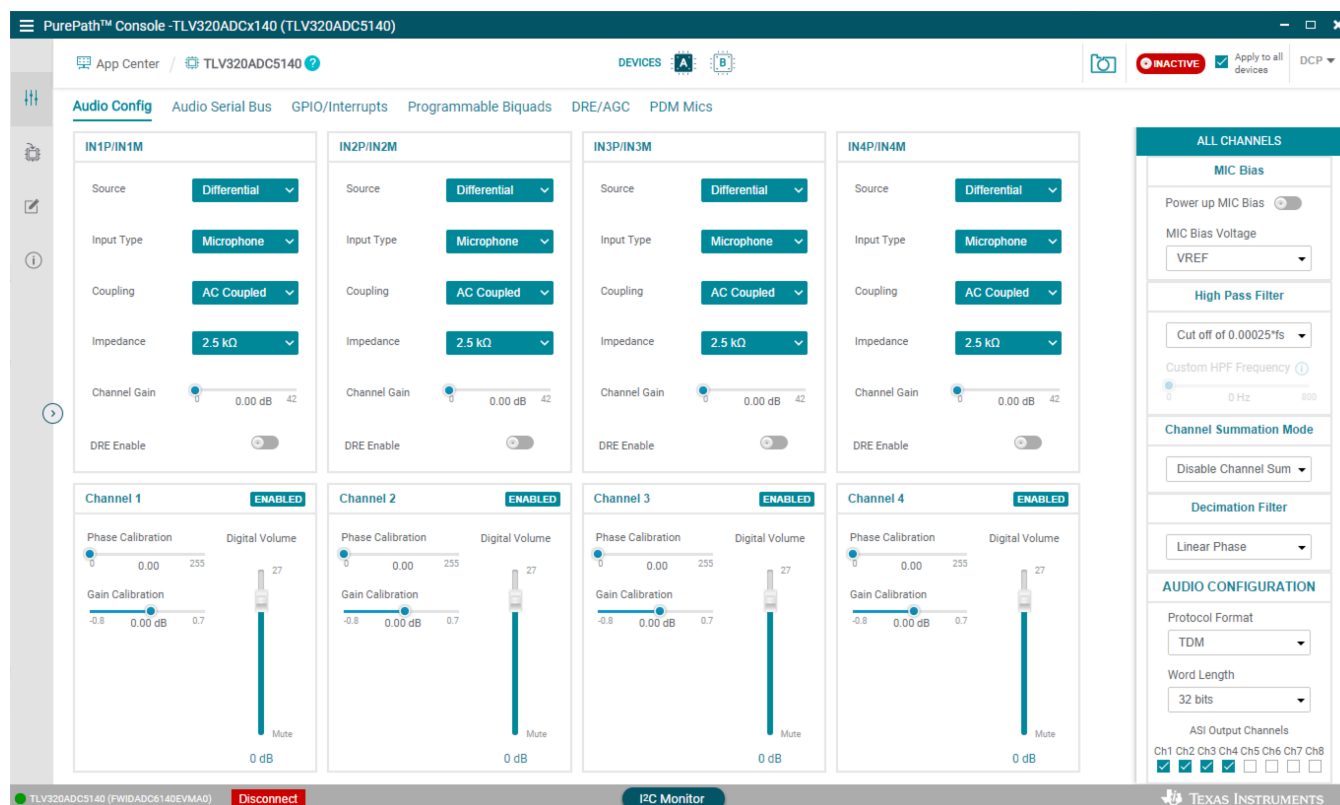 PurePath™ Console -TLV320ADCx140 (TLV320ADC5140)
App Center / TLV320ADC5140 ?
DEVICES A B
INACTIVE Apply to all devices DCP
Audio Config Audio Serial Bus GPIO/Interrupts Programmable Biquads DRE/AGC PDM Mics
IN1P/IN1M
Source Differential
Input Type Microphone
Coupling AC Coupled
Impedance 2.5 kΩ
Channel Gain 0 0.00 dB 42
DRE Enable
IN2P/IN2M
Source Differential
Input Type Microphone
Coupling AC Coupled
Impedance 2.5 kΩ
Channel Gain 0 0.00 dB 42
DRE Enable
IN3P/IN3M
Source Differential
Input Type Microphone
Coupling AC Coupled
Impedance 2.5 kΩ
Channel Gain 0 0.00 dB 42
DRE Enable
IN4P/IN4M
Source Differential
Input Type Microphone
Coupling AC Coupled
Impedance 2.5 kΩ
Channel Gain 0 0.00 dB 42
DRE Enable
Channel 1 ENABLED
Phase Calibration Digital Volume
0 0.00 255 27
Gain Calibration
-0.8 0.00 dB 0.7
Mute
0 dB
Channel 2 ENABLED
Phase Calibration Digital Volume
0 0.00 255 27
Gain Calibration
-0.8 0.00 dB 0.7
Mute
0 dB
Channel 3 ENABLED
Phase Calibration Digital Volume
0 0.00 255 27
Gain Calibration
-0.8 0.00 dB 0.7
Mute
0 dB
Channel 4 ENABLED
Phase Calibration Digital Volume
0 0.00 255 27
Gain Calibration
-0.8 0.00 dB 0.7
Mute
0 dB
ALL CHANNELS
MIC Bias
Power up MIC Bias
MIC Bias Voltage
VREF
High Pass Filter
Cut off of 0.00025*fs
Custom HPF Frequency i
0 0 Hz 800
Channel Summation Mode
Disable Channel Sum
Decimation Filter
Linear Phase
AUDIO CONFIGURATION
Protocol Format
TDM
Word Length
32 bits
ASI Output Channels
Ch1 Ch2 Ch3 Ch4 Ch5 Ch6 Ch7 Ch8
TLV320ADC5140 (FWIDADC6140EVMA0) Disconnect I²C Monitor TEXAS INSTRUMENTS